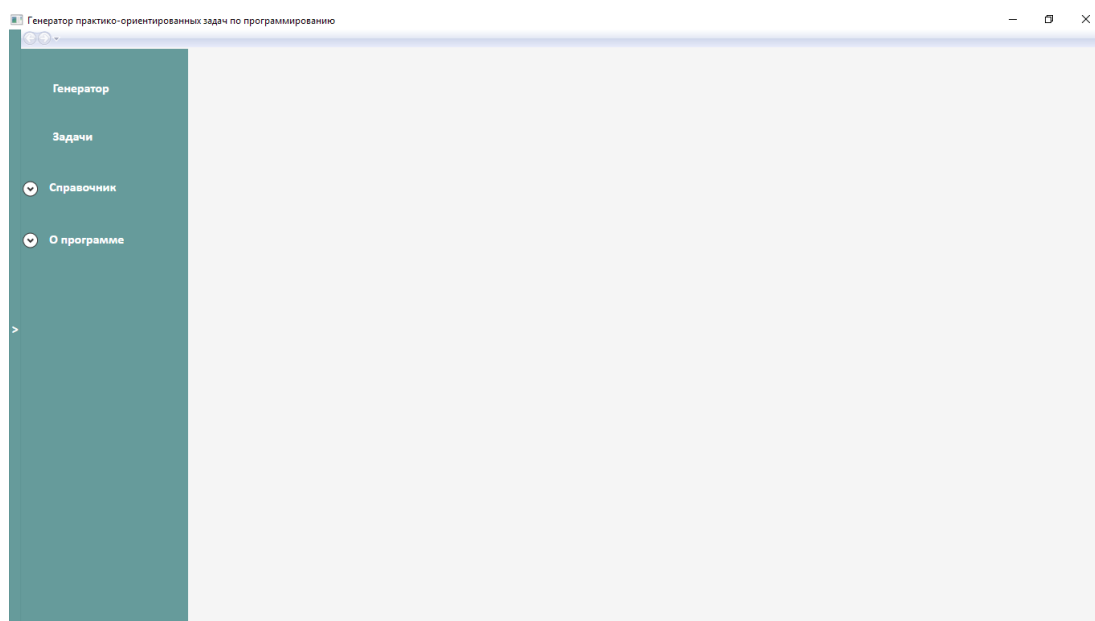 Генератор практико-ориентированных задач по программированию
Генератор
Задачи
Справочник
О программе
>